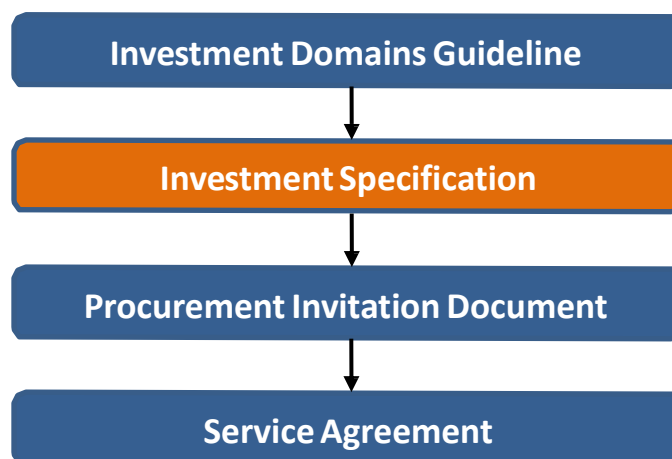 Investment Domains Guideline
Investment Specification
Procurement Invitation Document
Service Agreement